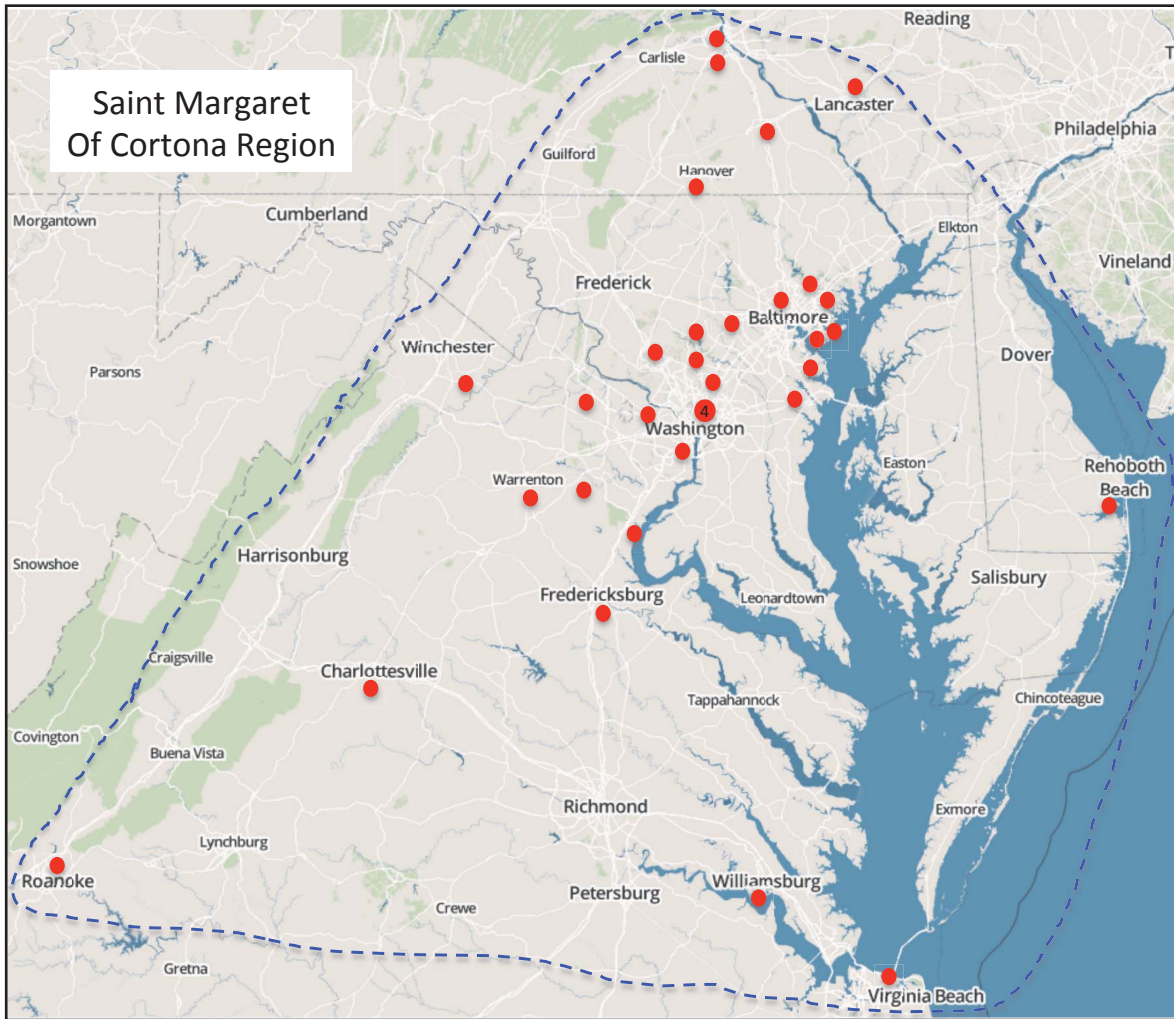 Reading
Carlisle
Saint Margaret
Of Cortona Region
Lancaster
Philadelphia
Guilford
Hanover
Morgantown
Cumberland
Elkton
Vineland
Frederick
Baltimore
Winchester
Dover
Parsons
4
Washington
Easton
Rehoboth
Beach
Warrenton
Harrisonburg
Snowshoe
Salisbury
Fredericksburg
Leonardtown
Craigsville
Charlottesville
Tappahannock
Chincoteague
Covington
Buena Vista
Richmond
Exmore
Lynchburg
Roanoke
Williamsburg
Petersburg
Crewe
Gretna
Virginia Beach